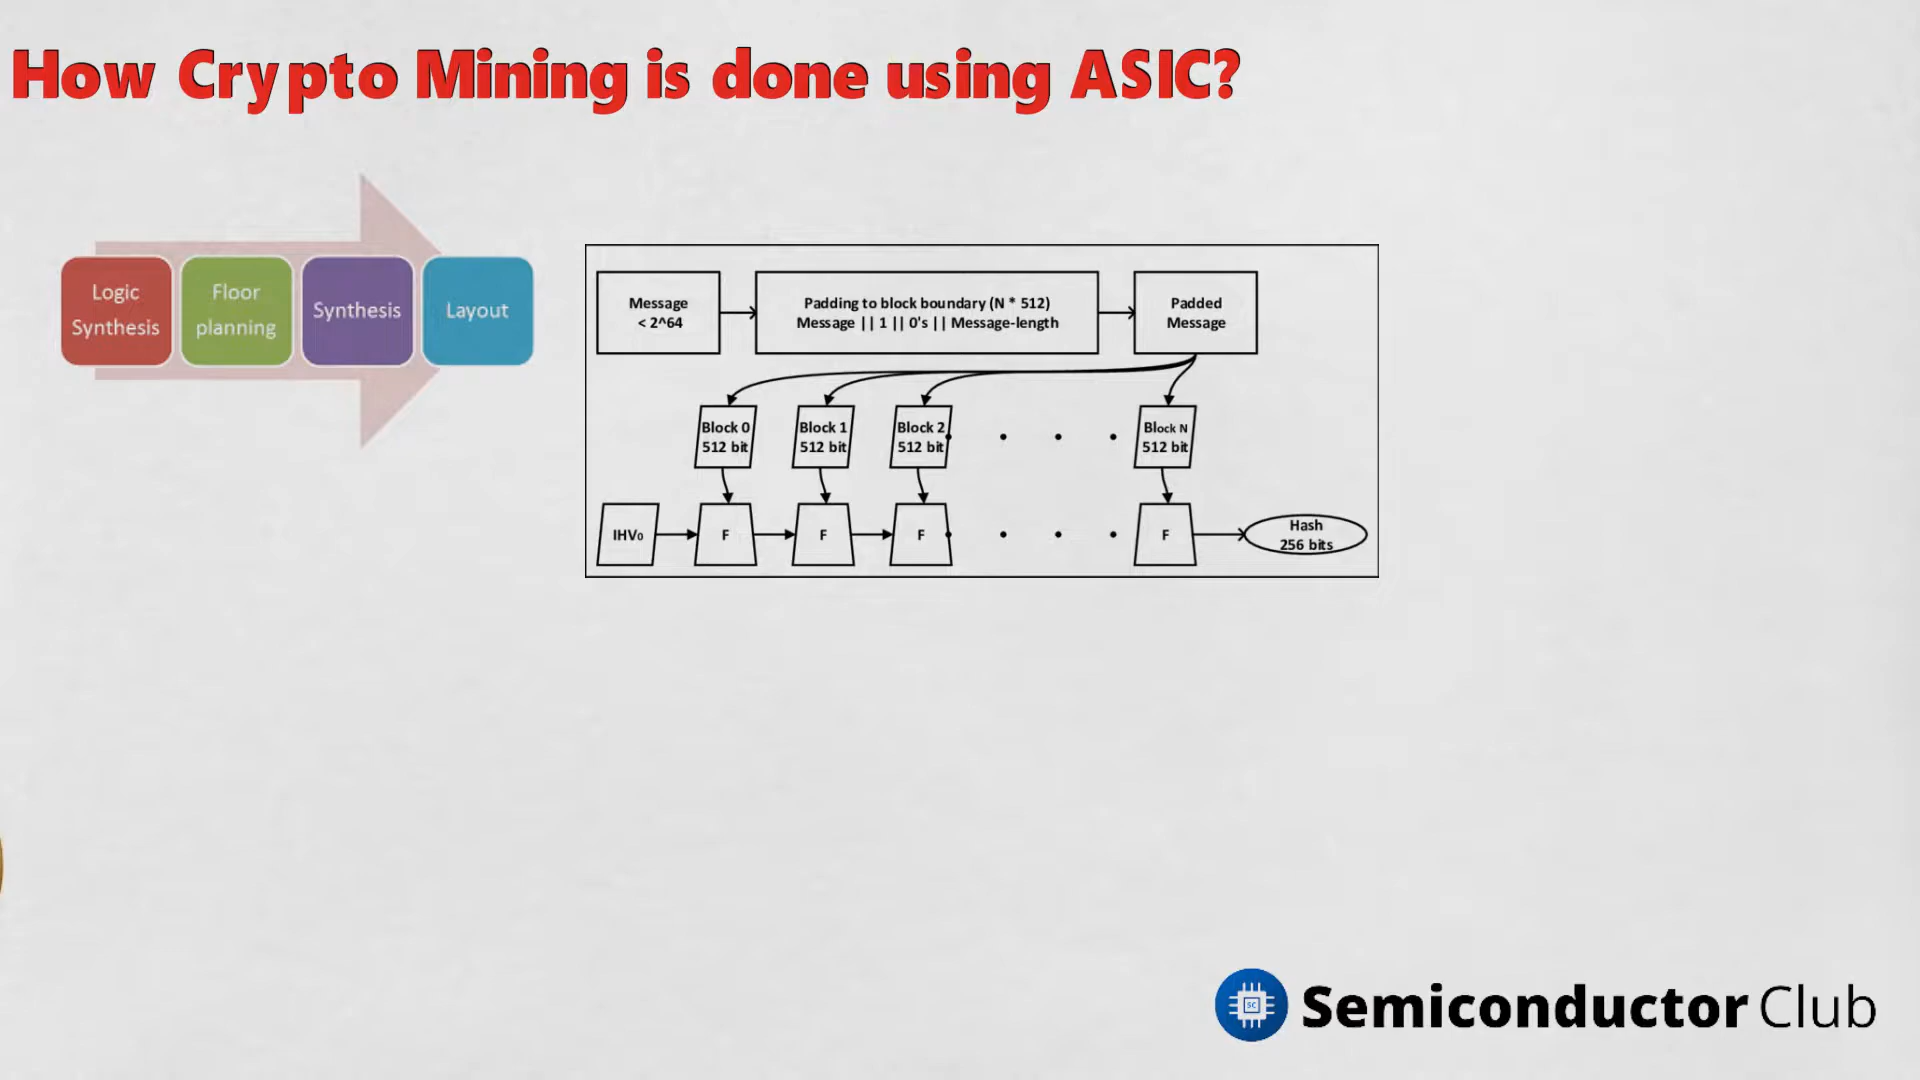 How Crypto Mining is done using ASIC?
Logic
Synthesis
Floor
planning
Synthesis
Layout
Message
< 2^64
Padding to block boundary (N * 512)
Message || 1 || 0's || Message-length
Padded
Message
Block 0
512 bit
Block 1
512 bit
Block 2
512 bit
Block N
512 bit
IHV₀
F
F
F
F
Hash
256 bits
SC
Semiconductor Club